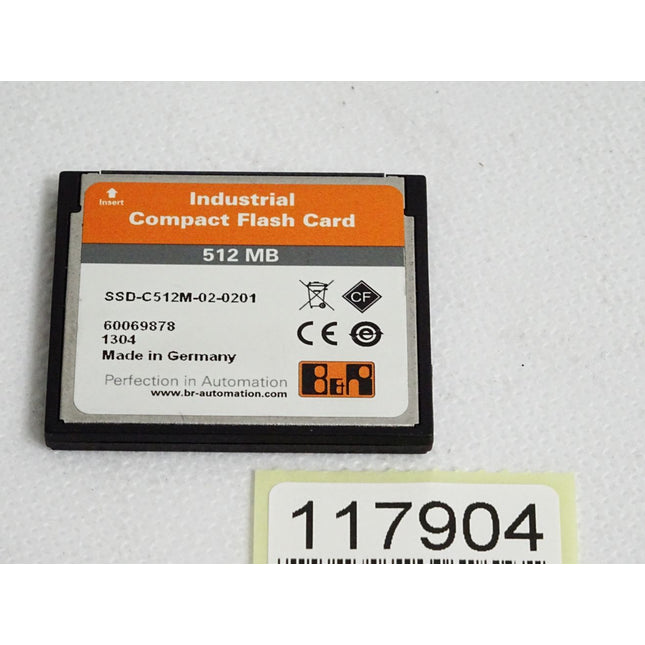 Insert
Industrial
Compact Flash Card
512 MB
SSD-C512M-02-0201
CF
60069878
1304
Made in Germany
CE
Perfection in Automation
www.br-automation.com
B&R
117904